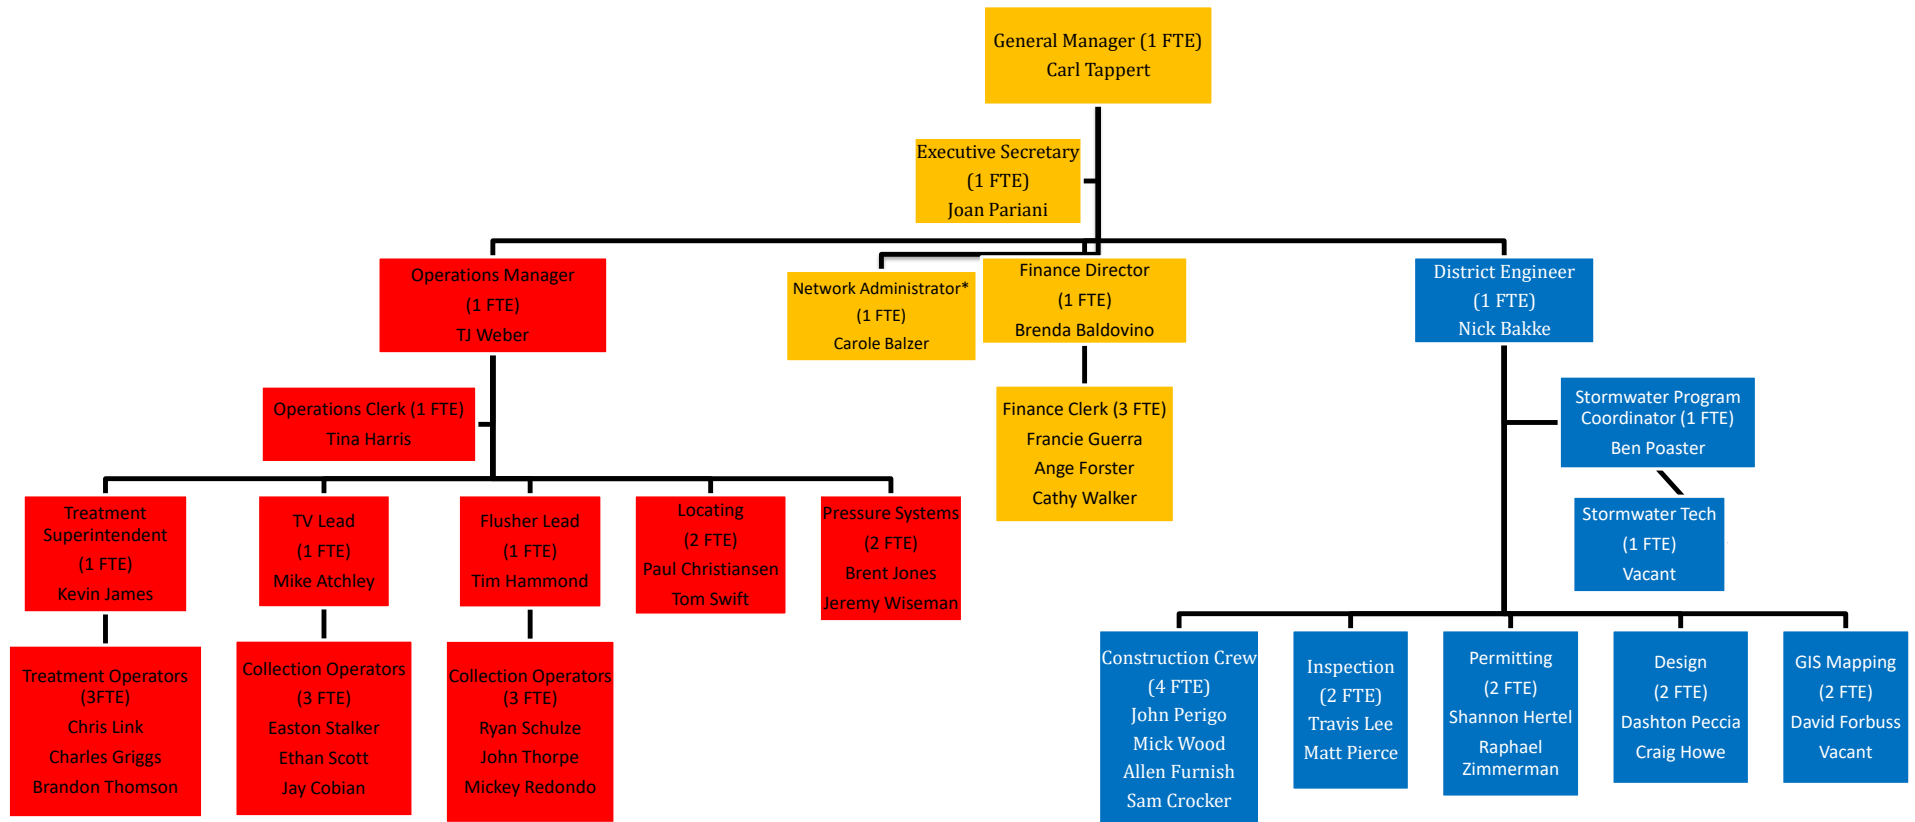 General Manager (1 FTE)
Carl Tappert
Executive Secretary
(1 FTE)
Joan Pariani
Operations Manager
(1 FTE)
TJ Weber
Network Administrator*
(1 FTE)
Carole Balzer
Finance Director
(1 FTE)
Brenda Baldovino
District Engineer
(1 FTE)
Nick Bakke
Operations Clerk (1 FTE)
Tina Harris
Finance Clerk (3 FTE)
Francie Guerra
Ange Forster
Cathy Walker
Stormwater Program
Coordinator (1 FTE)
Ben Poaster
Stormwater Tech
(1 FTE)
Vacant
Treatment
Superintendent
(1 FTE)
Kevin James
TV Lead
(1 FTE)
Mike Atchley
Flusher Lead
(1 FTE)
Tim Hammond
Locating
(2 FTE)
Paul Christiansen
Tom Swift
Pressure Systems
(2 FTE)
Brent Jones
Jeremy Wiseman
Treatment Operators
(3FTE)
Chris Link
Charles Griggs
Brandon Thomson
Collection Operators
(3 FTE)
Easton Stalker
Ethan Scott
Jay Cobian
Collection Operators
(3 FTE)
Ryan Schulze
John Thorpe
Mickey Redondo
Construction Crew
(4 FTE)
John Perigo
Mick Wood
Allen Furnish
Sam Crocker
Inspection
(2 FTE)
Travis Lee
Matt Pierce
Permitting
(2 FTE)
Shannon Hertel
Raphael
Zimmerman
Design
(2 FTE)
Dashton Peccia
Craig Howe
GIS Mapping
(2 FTE)
David Forbuss
Vacant